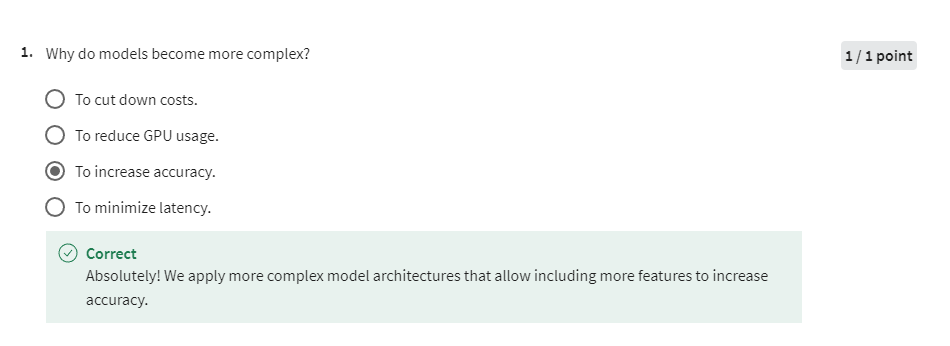 1. Why do models become more complex?
1 / 1 point
To cut down costs.
To reduce GPU usage.
To increase accuracy.
To minimize latency.
Correct
Absolutely! We apply more complex model architectures that allow including more features to increase
accuracy.